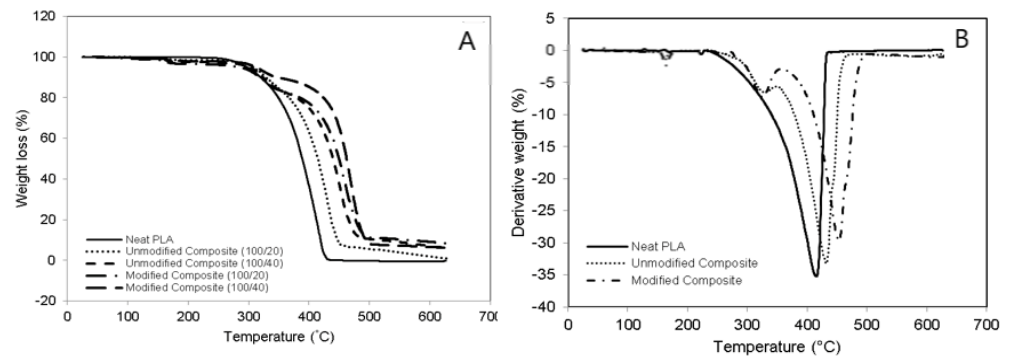 A
120
100
80
60
40
20
0
-20
Weight loss (%)
Neat PLA
Unmodified Composite (100/20)
Unmodified Composite (100/40)
Modified Composite (100/20)
Modified Composite (100/40)
0 100 200 300 400 500 600 70
Temperature (˚C)
B
5
0
-5
-10
-15
-20
-25
-30
-35
-40
Derivative weight (%)
Neat PLA
Unmodified Composite
Modified Composite
0 100 200 300 400 500 600 700
Temperature (°C)